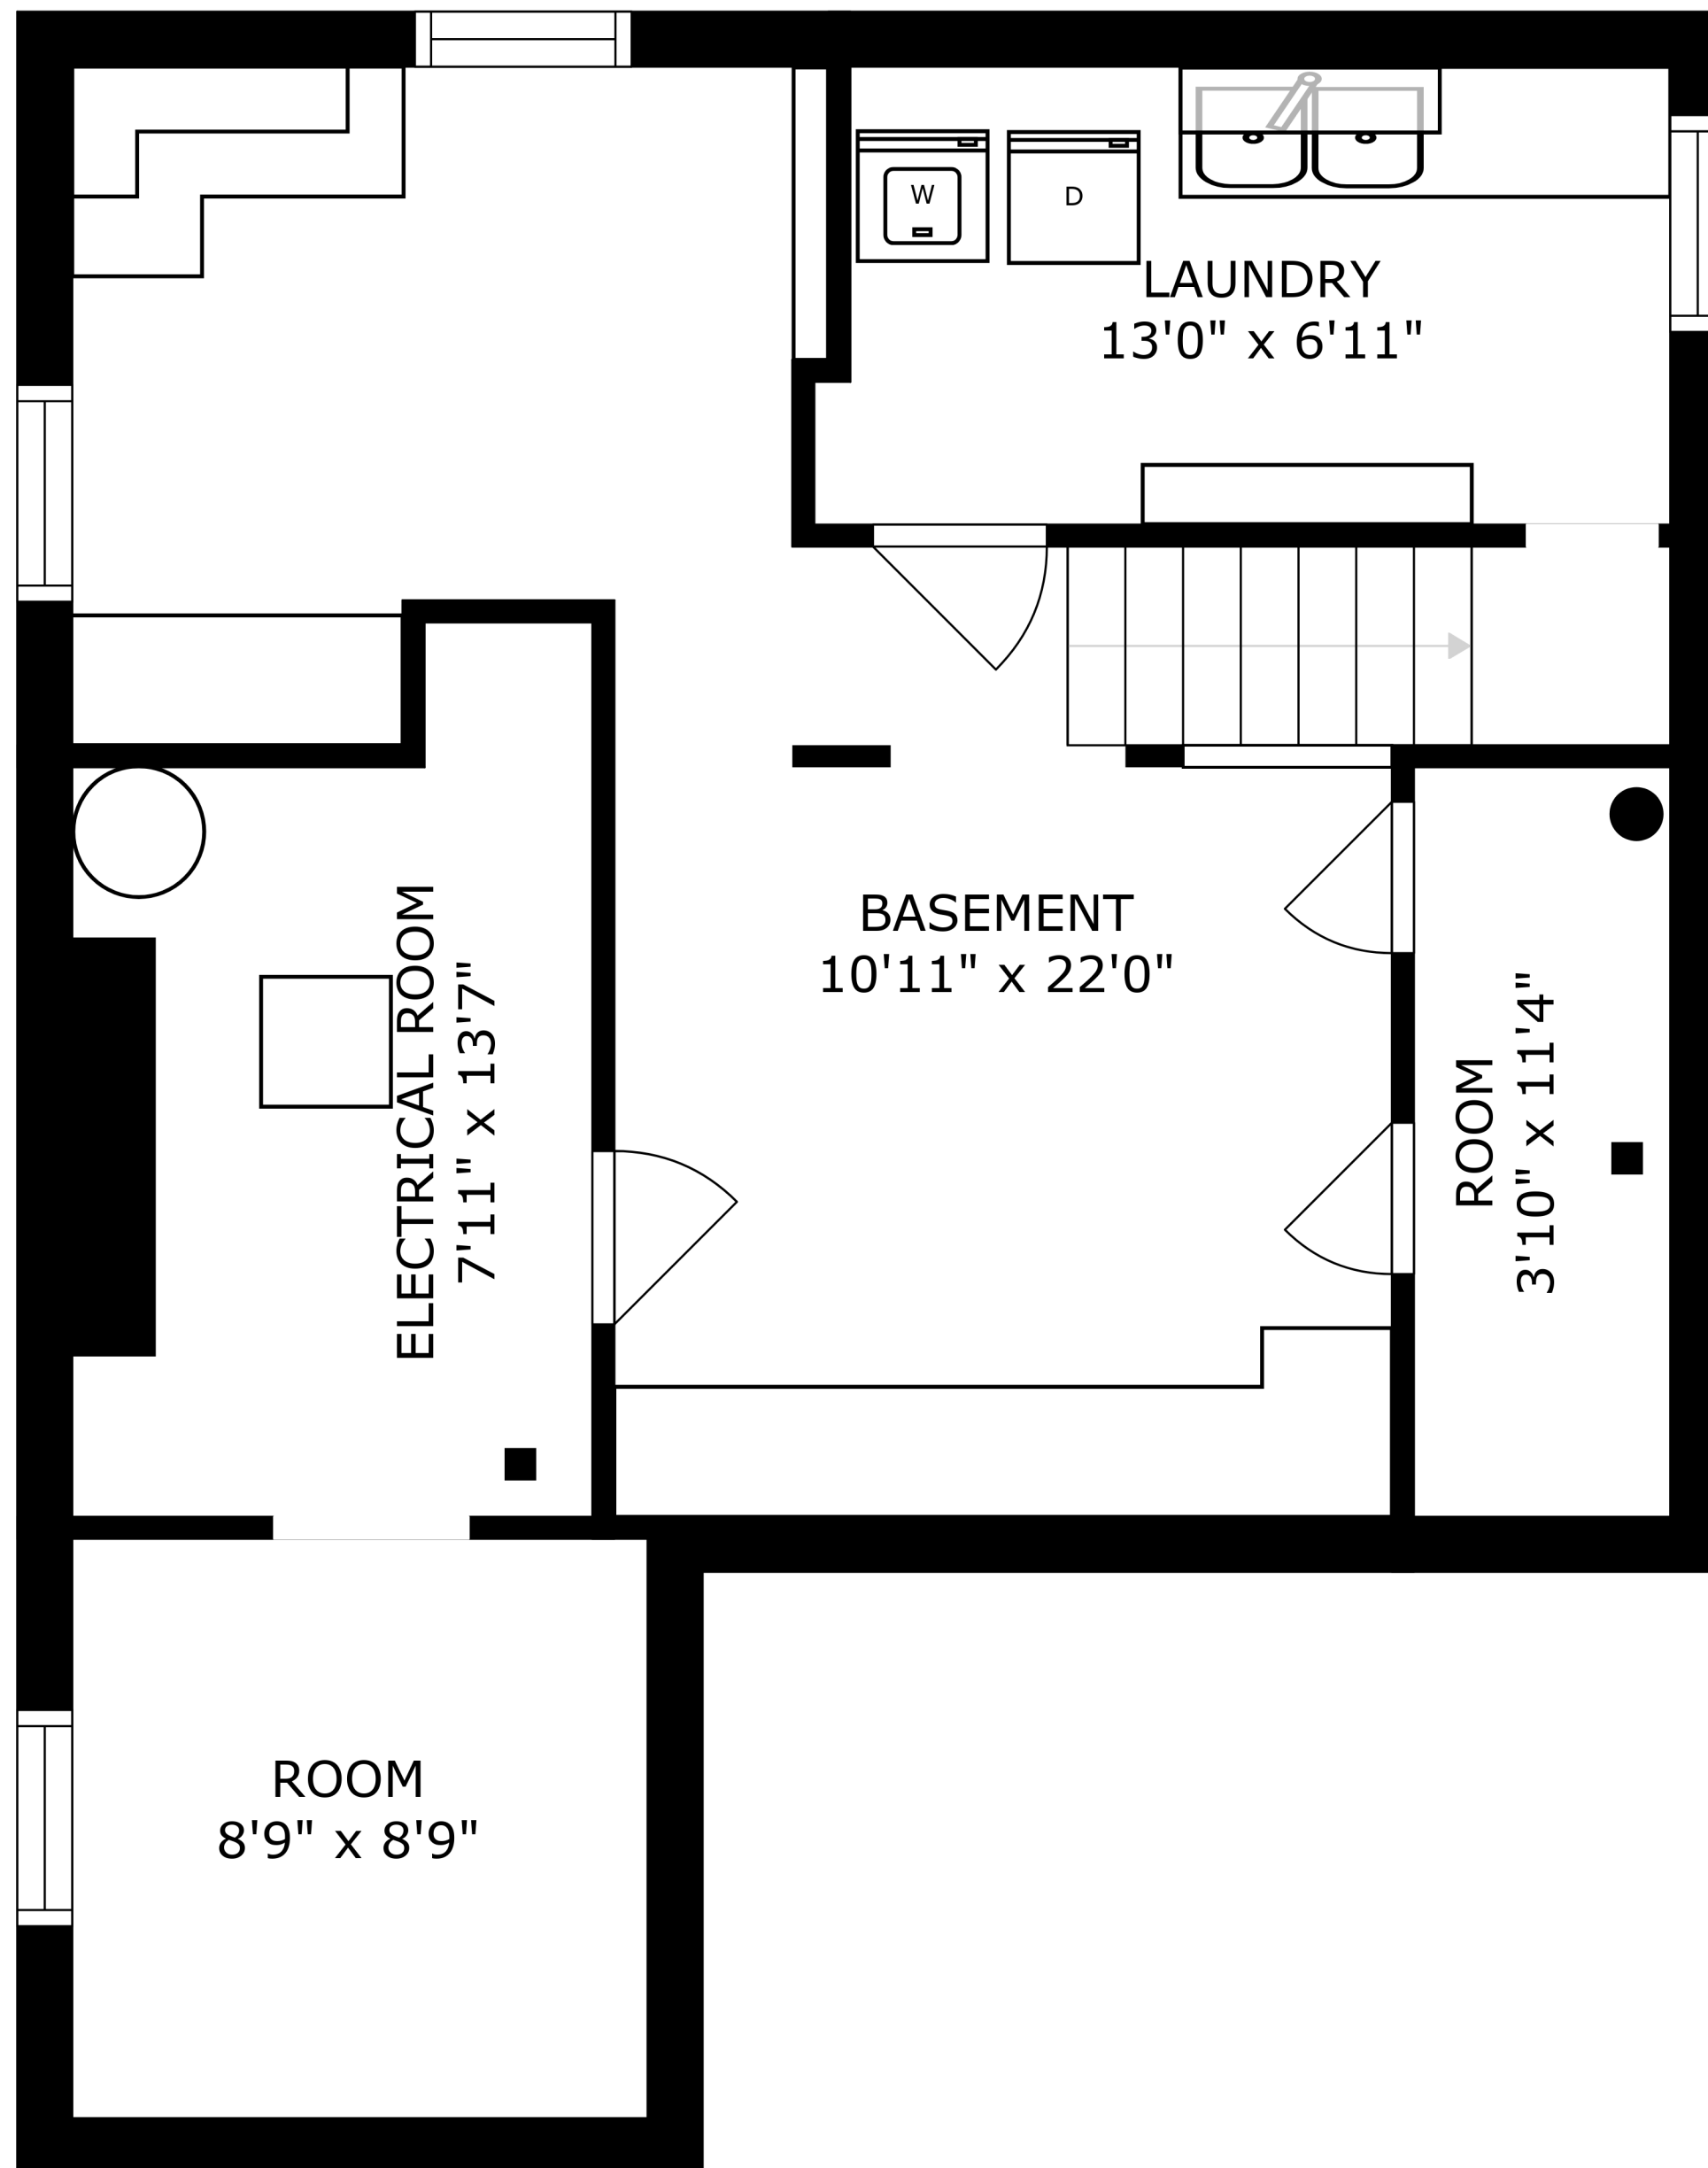 W
D
LAUNDRY
13'0" x 6'11"
BASEMENT
10'11" x 22'0"
ELECTRICAL ROOM
7'11" x 13'7"
ROOM
3'10" x 11'4"
ROOM
8'9" x 8'9"